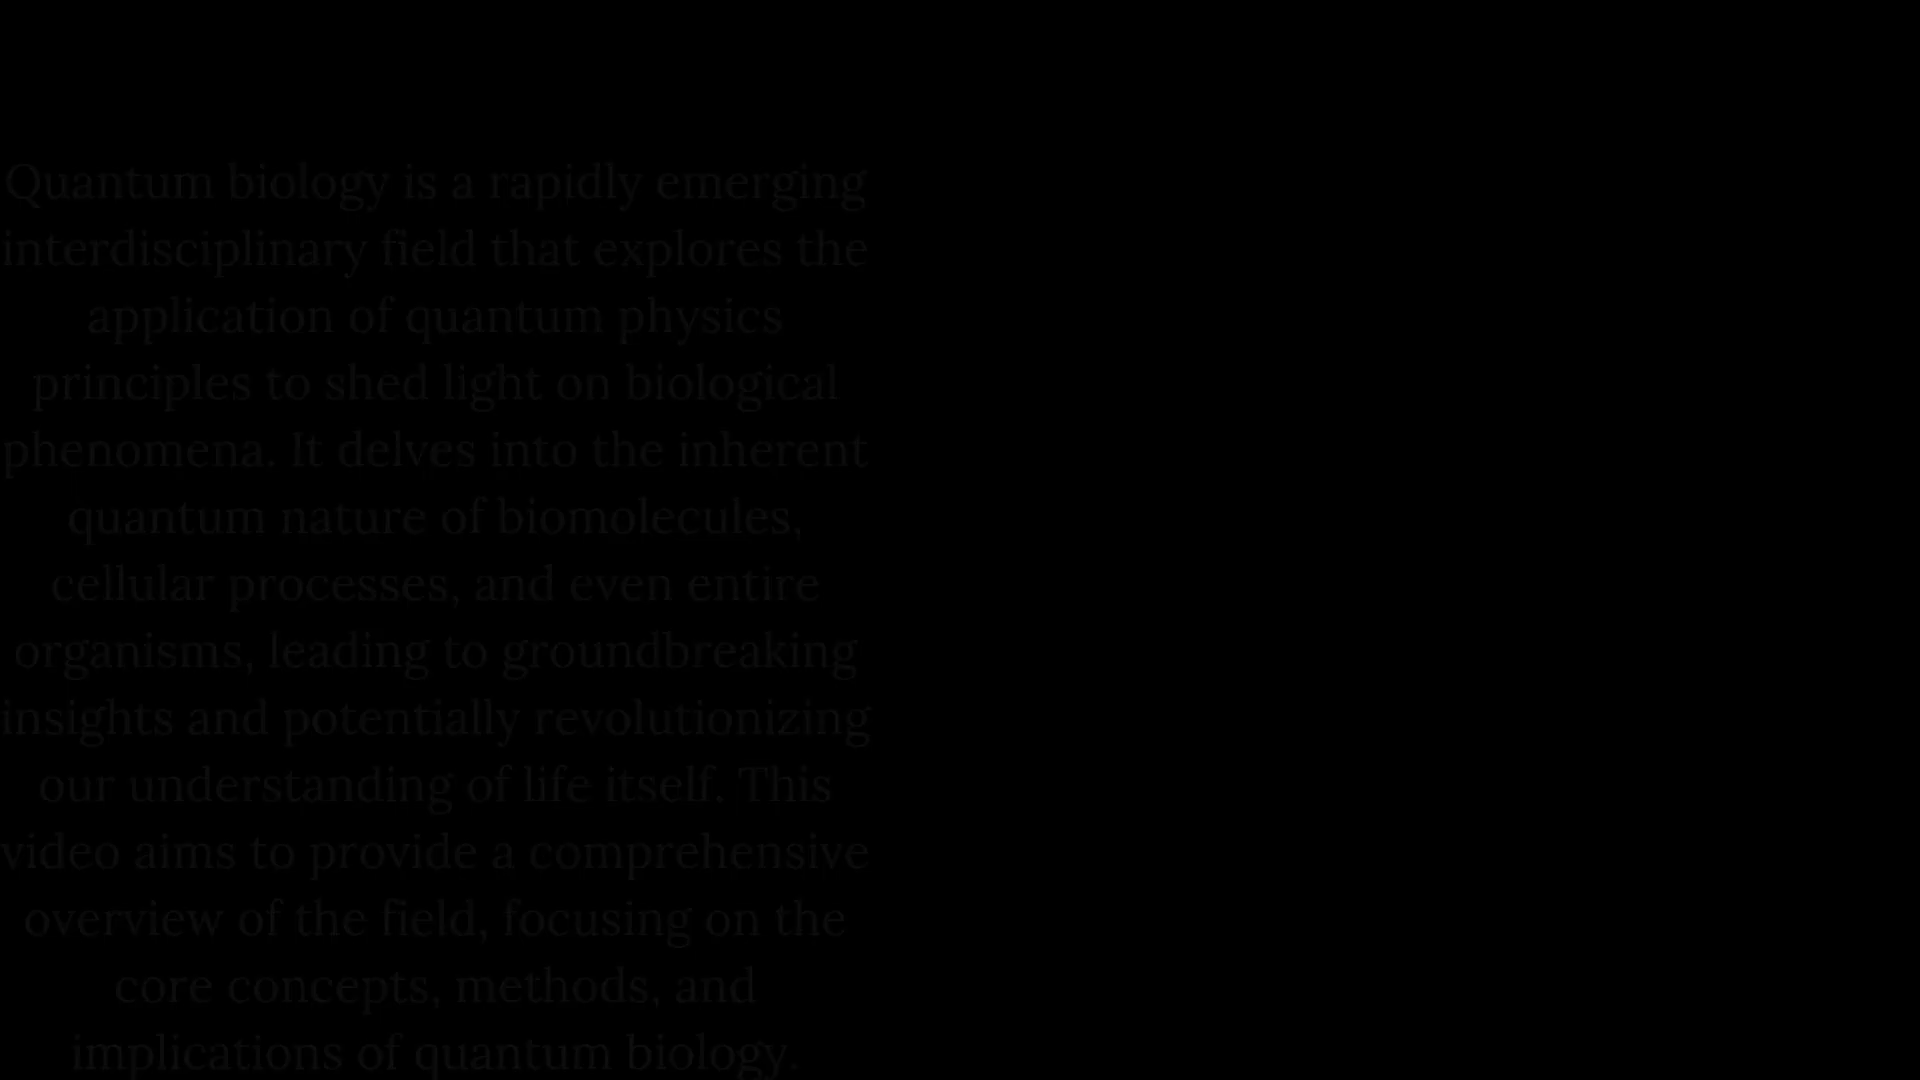 Quantum biology is a rapidly emerging
interdisciplinary field that explores the
application of quantum physics
principles to shed light on biological
phenomena. It delves into the inherent
quantum nature of biomolecules,
cellular processes, and even entire
organisms, leading to groundbreaking
insights and potentially revolutionizing
our understanding of life itself. This
video aims to provide a comprehensive
overview of the field, focusing on the
core concepts, methods, and
implications of quantum biology.